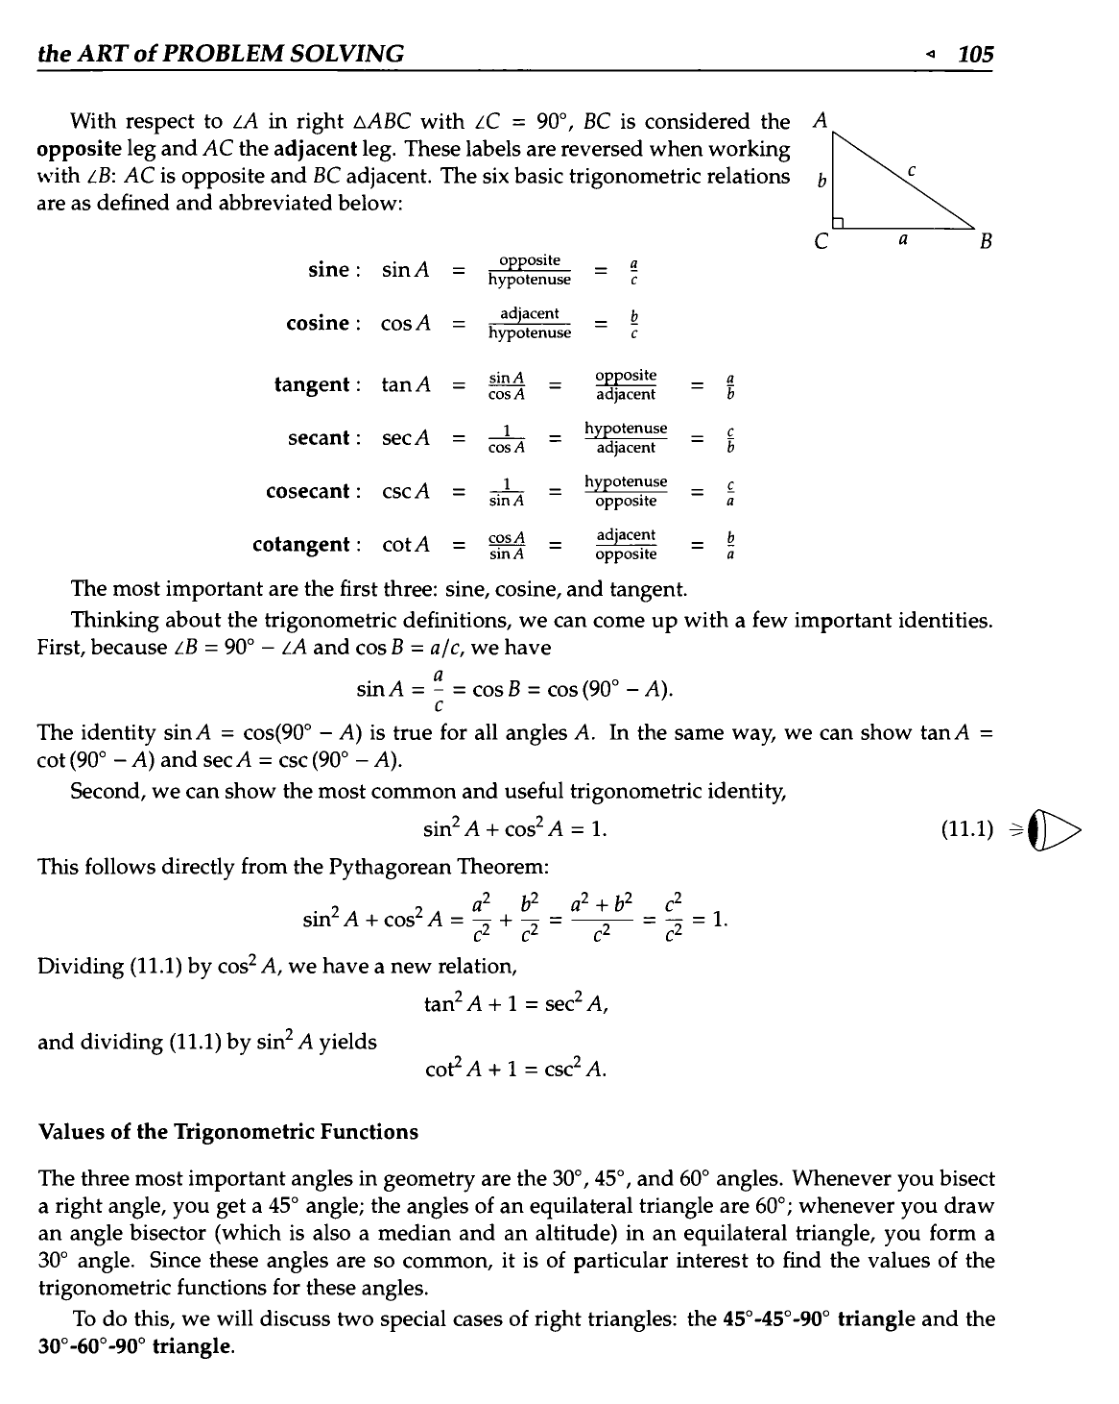 the ART of PROBLEM SOLVING ◃ 105
With respect to ∠A in right △ABC with ∠C = 90°, BC is considered the
opposite leg and AC the adjacent leg. These labels are reversed when working
with ∠B: AC is opposite and BC adjacent. The six basic trigonometric relations
are as defined and abbreviated below:
A
b
c
C
a
B
sine : sin A = opposite/hypotenuse = a/c
cosine : cos A = adjacent/hypotenuse = b/c
tangent : tan A = sin A/cos A = opposite/adjacent = a/b
secant : sec A = 1/cos A = hypotenuse/adjacent = c/b
cosecant : csc A = 1/sin A = hypotenuse/opposite = c/a
cotangent : cot A = cos A/sin A = adjacent/opposite = b/a
The most important are the first three: sine, cosine, and tangent.
Thinking about the trigonometric definitions, we can come up with a few important identities.
First, because ∠B = 90° − ∠A and cos B = a/c, we have
sin A = a/c = cos B = cos (90° − A).
The identity sin A = cos(90° − A) is true for all angles A. In the same way, we can show tan A =
cot (90° − A) and sec A = csc (90° − A).
Second, we can show the most common and useful trigonometric identity,
sin² A + cos² A = 1. (11.1)
This follows directly from the Pythagorean Theorem:
sin² A + cos² A = a²/c² + b²/c² = (a² + b²)/c² = c²/c² = 1.
Dividing (11.1) by cos² A, we have a new relation,
tan² A + 1 = sec² A,
and dividing (11.1) by sin² A yields
cot² A + 1 = csc² A.
Values of the Trigonometric Functions
The three most important angles in geometry are the 30°, 45°, and 60° angles. Whenever you bisect
a right angle, you get a 45° angle; the angles of an equilateral triangle are 60°; whenever you draw
an angle bisector (which is also a median and an altitude) in an equilateral triangle, you form a
30° angle. Since these angles are so common, it is of particular interest to find the values of the
trigonometric functions for these angles.
To do this, we will discuss two special cases of right triangles: the 45°-45°-90° triangle and the
30°-60°-90° triangle.